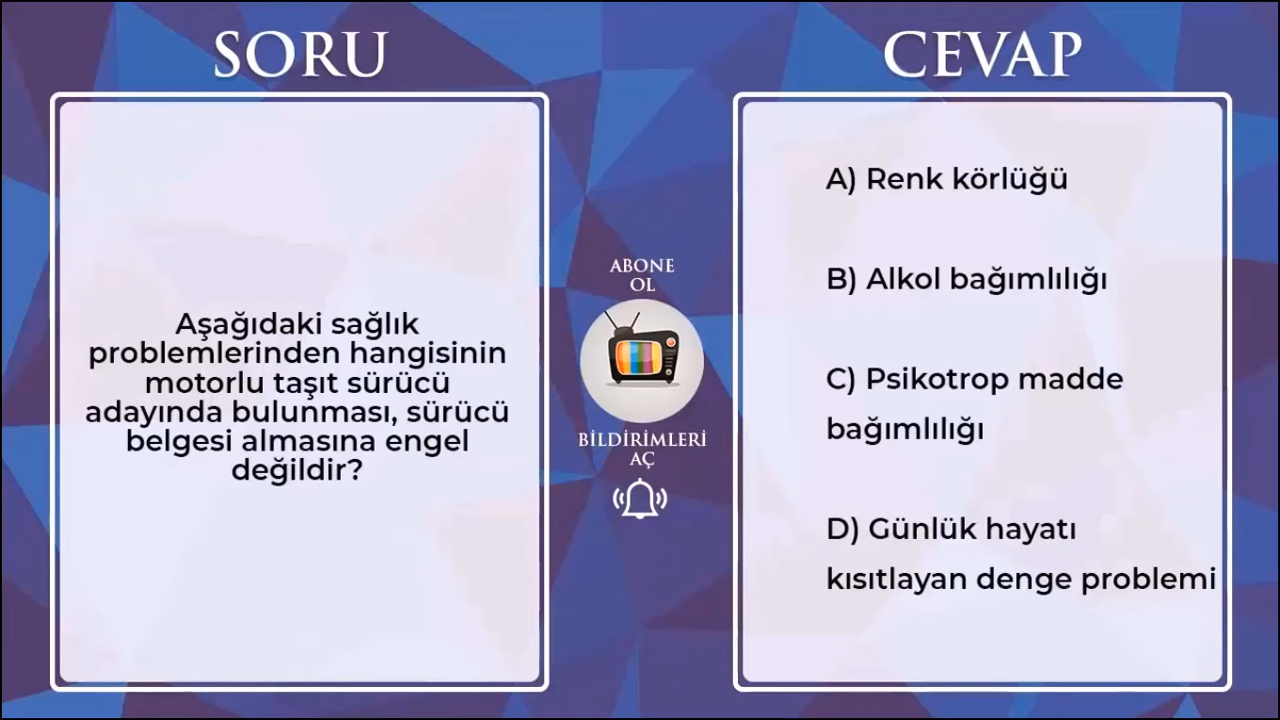 SORU
Aşağıdaki sağlık
problemlerinden hangisinin
motorlu taşıt sürücü
adayında bulunması, sürücü
belgesi almasına engel
değildir?
ABONE
OL
BİLDİRİMLERİ
AÇ
CEVAP
A) Renk körlüğü
B) Alkol bağımlılığı
C) Psikotrop madde
bağımlılığı
D) Günlük hayatı
kısıtlayan denge problemi